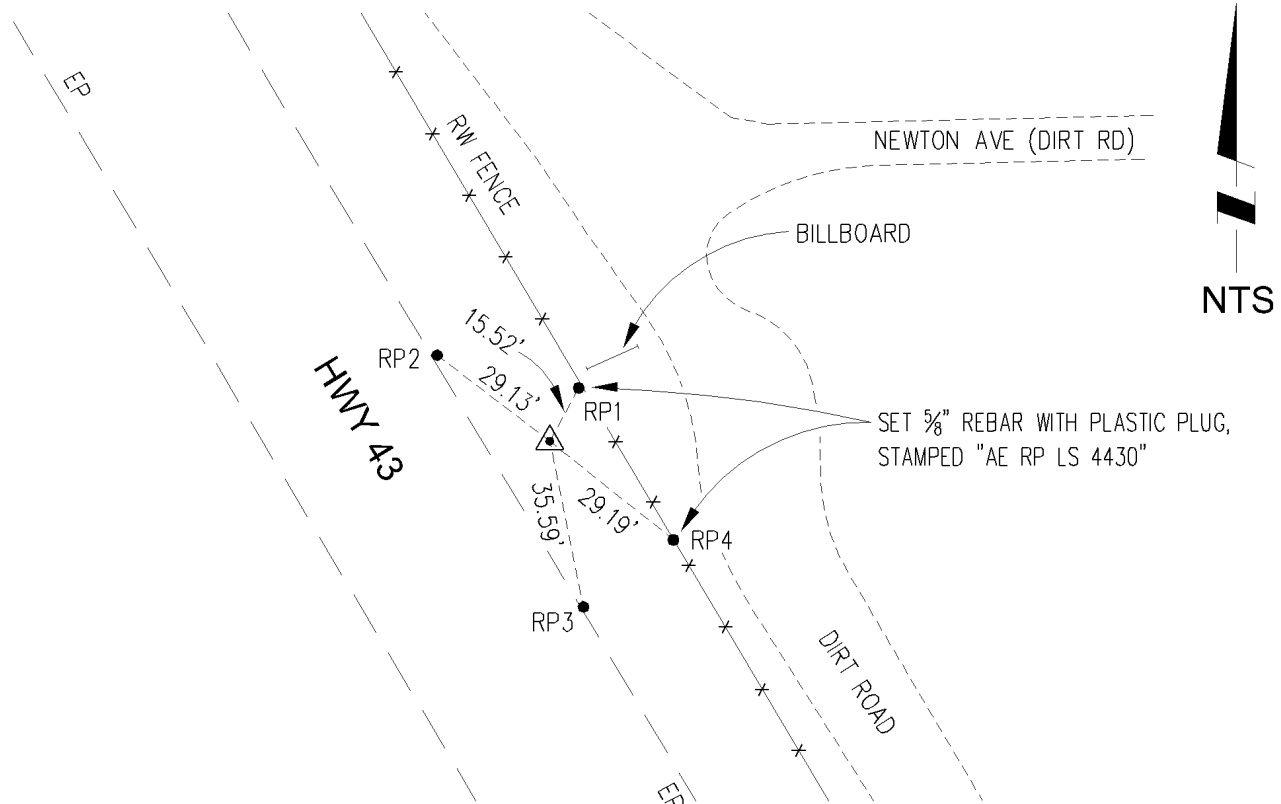 EP
RW FENCE
NEWTON AVE (DIRT RD)
BILLBOARD
NTS
15.52'
RP2
29.13'
RP1
HWY 43
SET ⅝" REBAR WITH PLASTIC PLUG,
STAMPED "AE RP LS 4430"
35.59'
29.19'
RP4
RP3
DIRT ROAD
EP